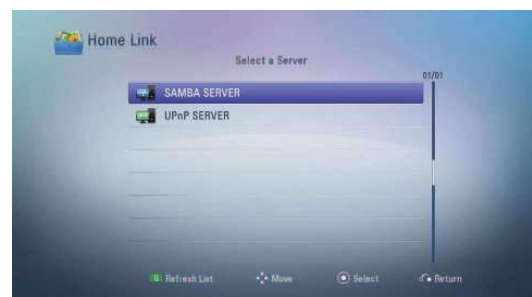 Home Link
Select a Server
01/01
SAMBA SERVER
UPnP SERVER
G Refresh List Move Select Return